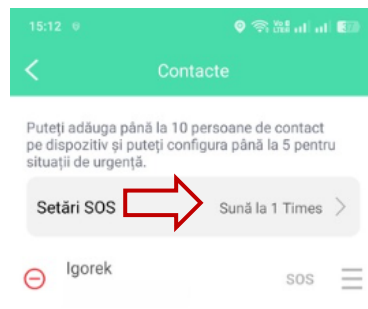 15:12
Contacte
Puteți adăuga până la 10 persoane de contact
pe dispozitiv și puteți configura până la 5 pentru
situații de urgență.
Setări SOS Sună la 1 Times
Igorek
SOS